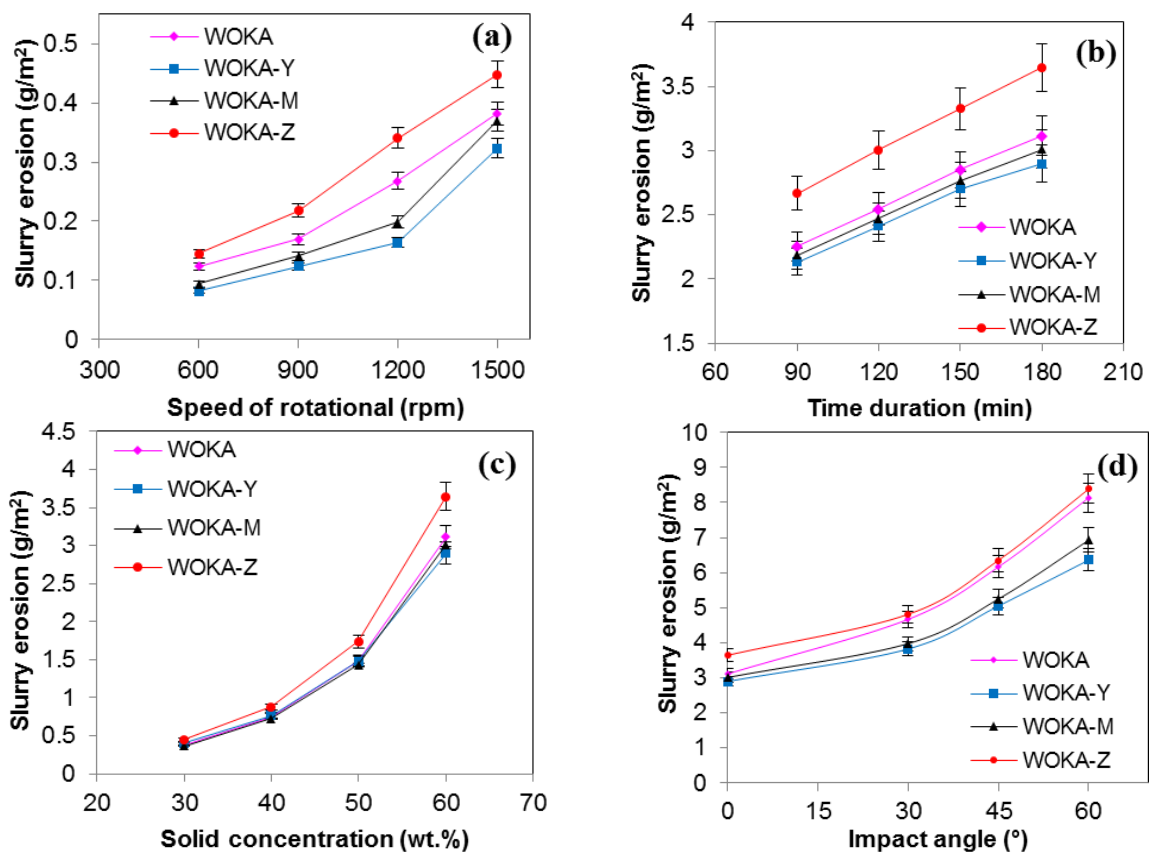 (a)
WOKA
WOKA-Y
WOKA-M
WOKA-Z
Slurry erosion (g/m²)
0.5
0.4
0.3
0.2
0.1
0
300 600 900 1200 1500
Speed of rotational (rpm)
(b)
Slurry erosion (g/m²)
3.5
3
2.5
2
1.5
WOKA
WOKA-Y
WOKA-M
WOKA-Z
60 90 120 150 180 210
Time duration (min)
(c)
WOKA
WOKA-Y
WOKA-M
WOKA-Z
Slurry erosion (g/m²)
4.5
4
3.5
3
2.5
2
1.5
1
0.5
0
20 30 40 50 60 70
Solid concentration (wt.%)
(d)
Slurry erosion (g/m²)
10
9
8
7
6
5
4
3
2
1
0
WOKA
WOKA-Y
WOKA-M
WOKA-Z
0 15 30 45 60
Impact angle (°)